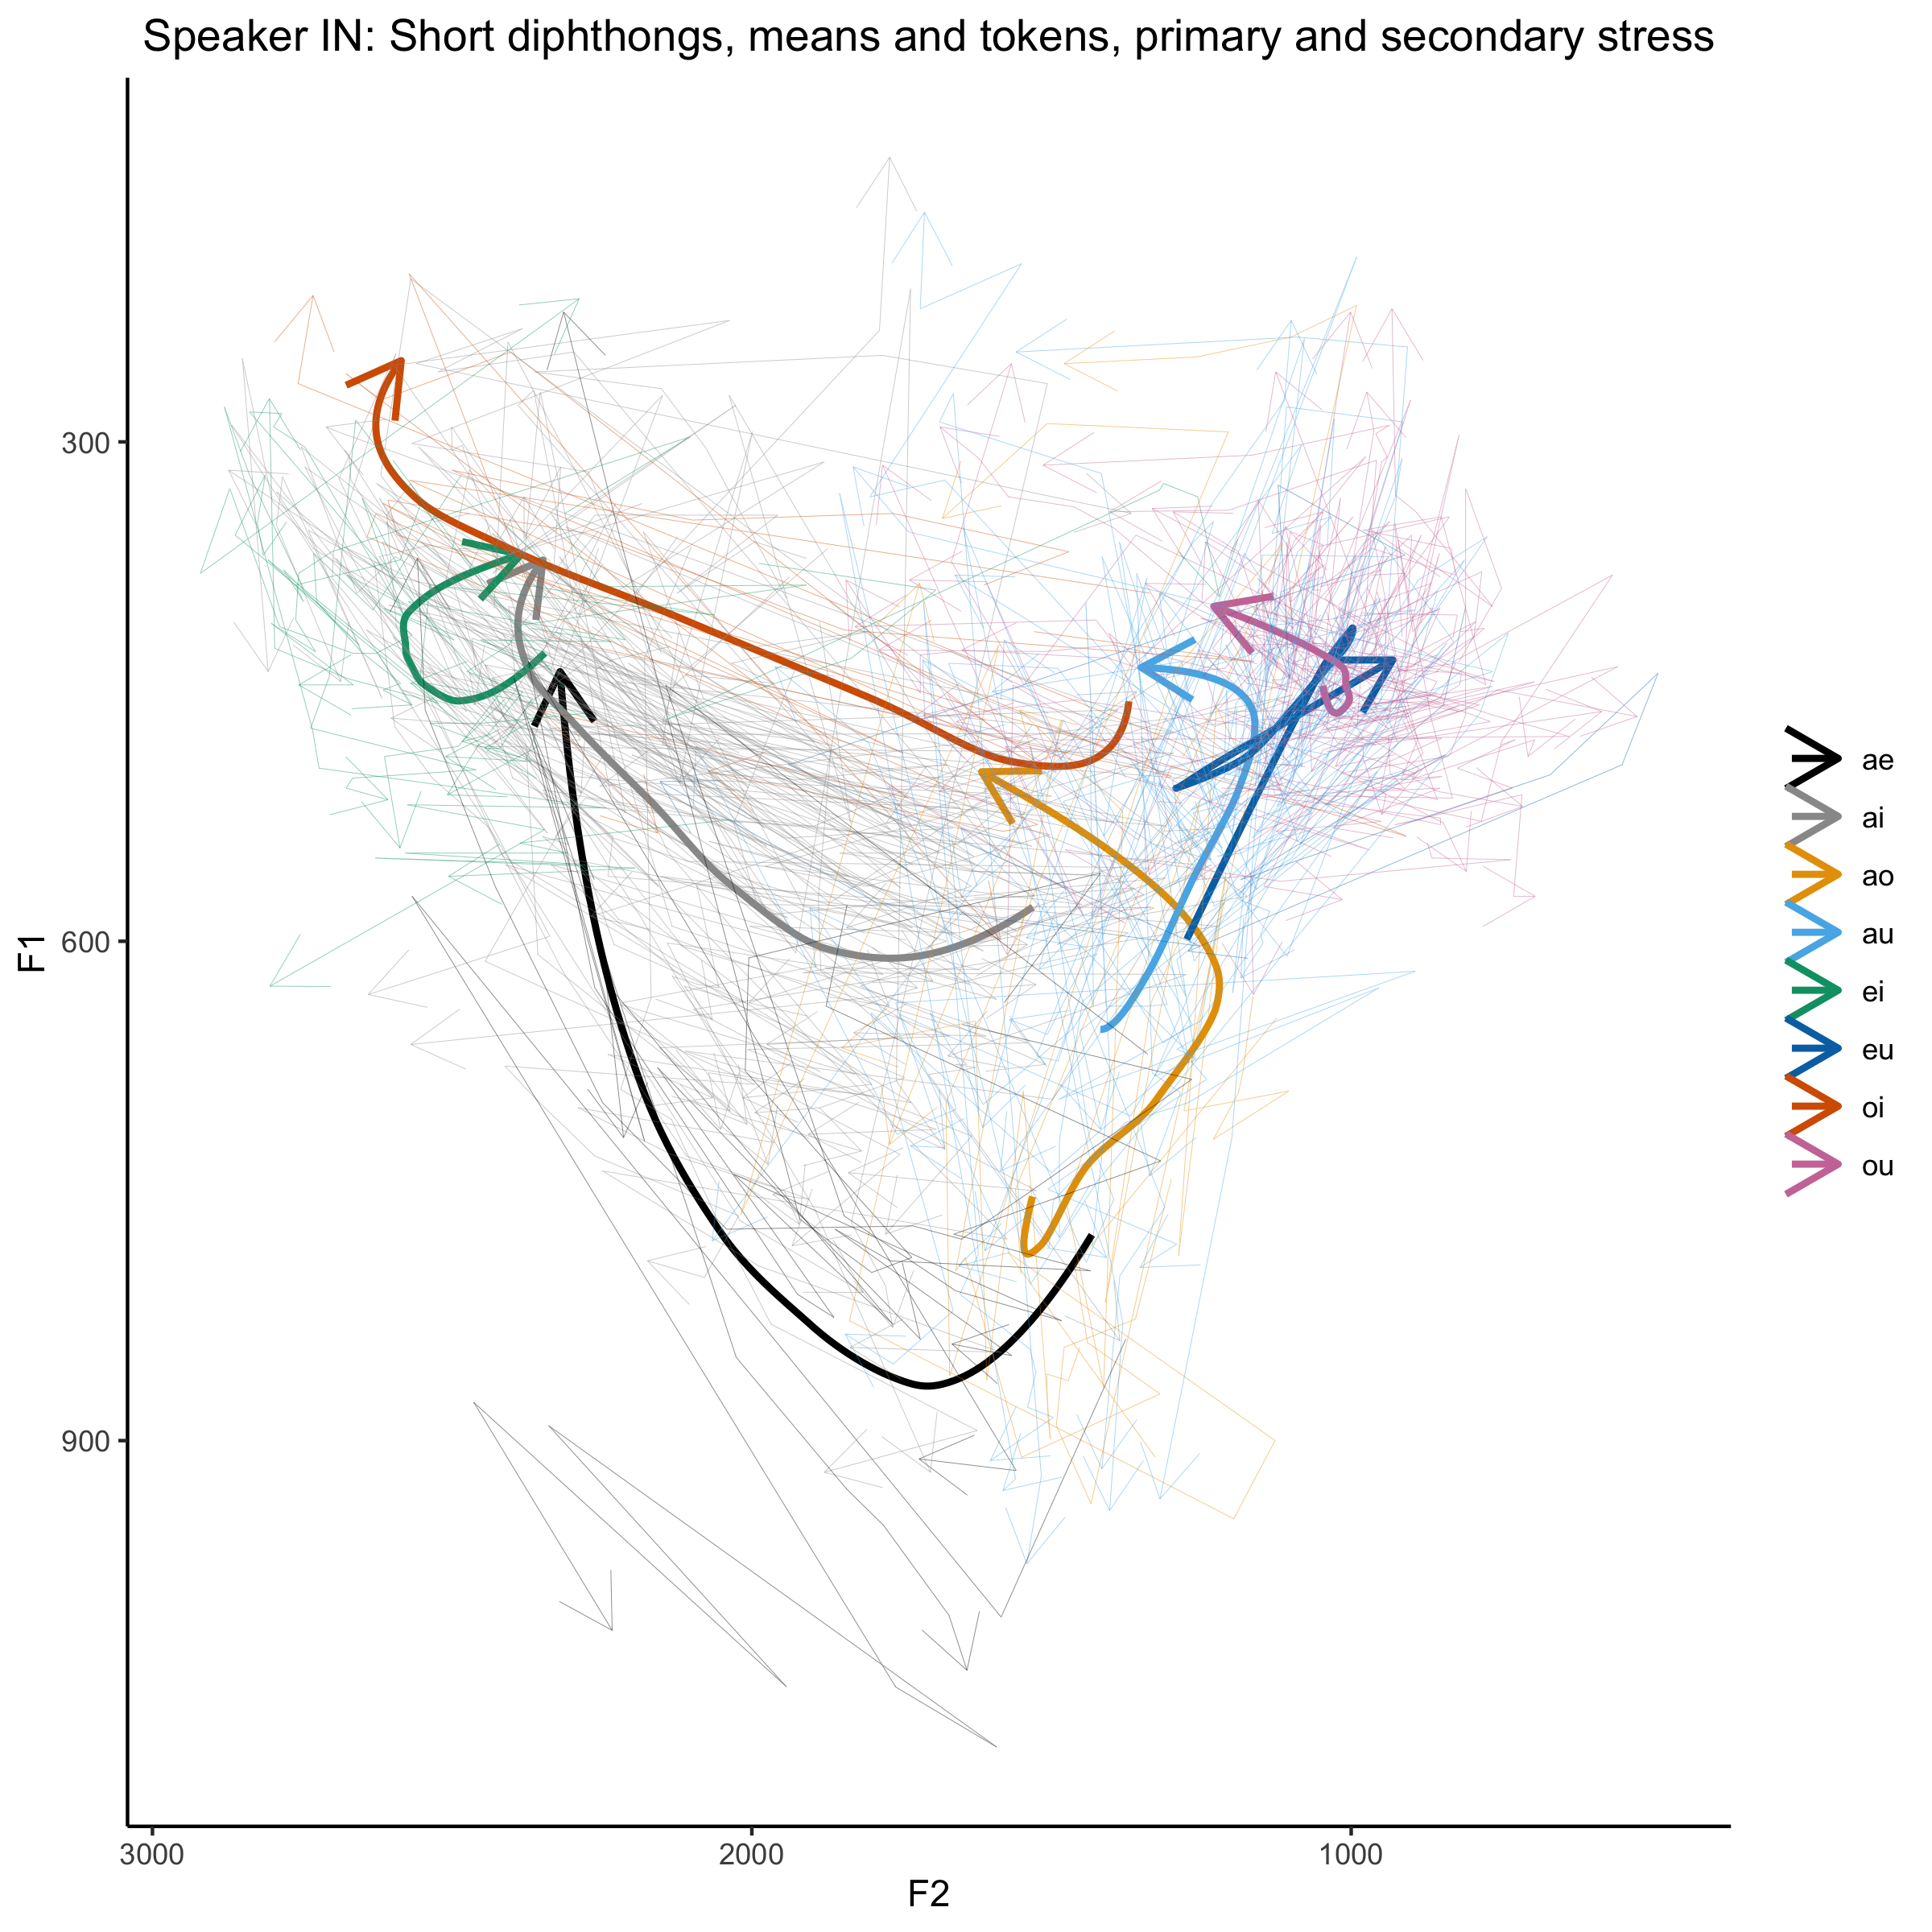 Speaker IN: Short diphthongs, means and tokens, primary and secondary stress
F1
300
600
900
3000
2000
1000
F2
ae
ai
ao
au
ei
eu
oi
ou